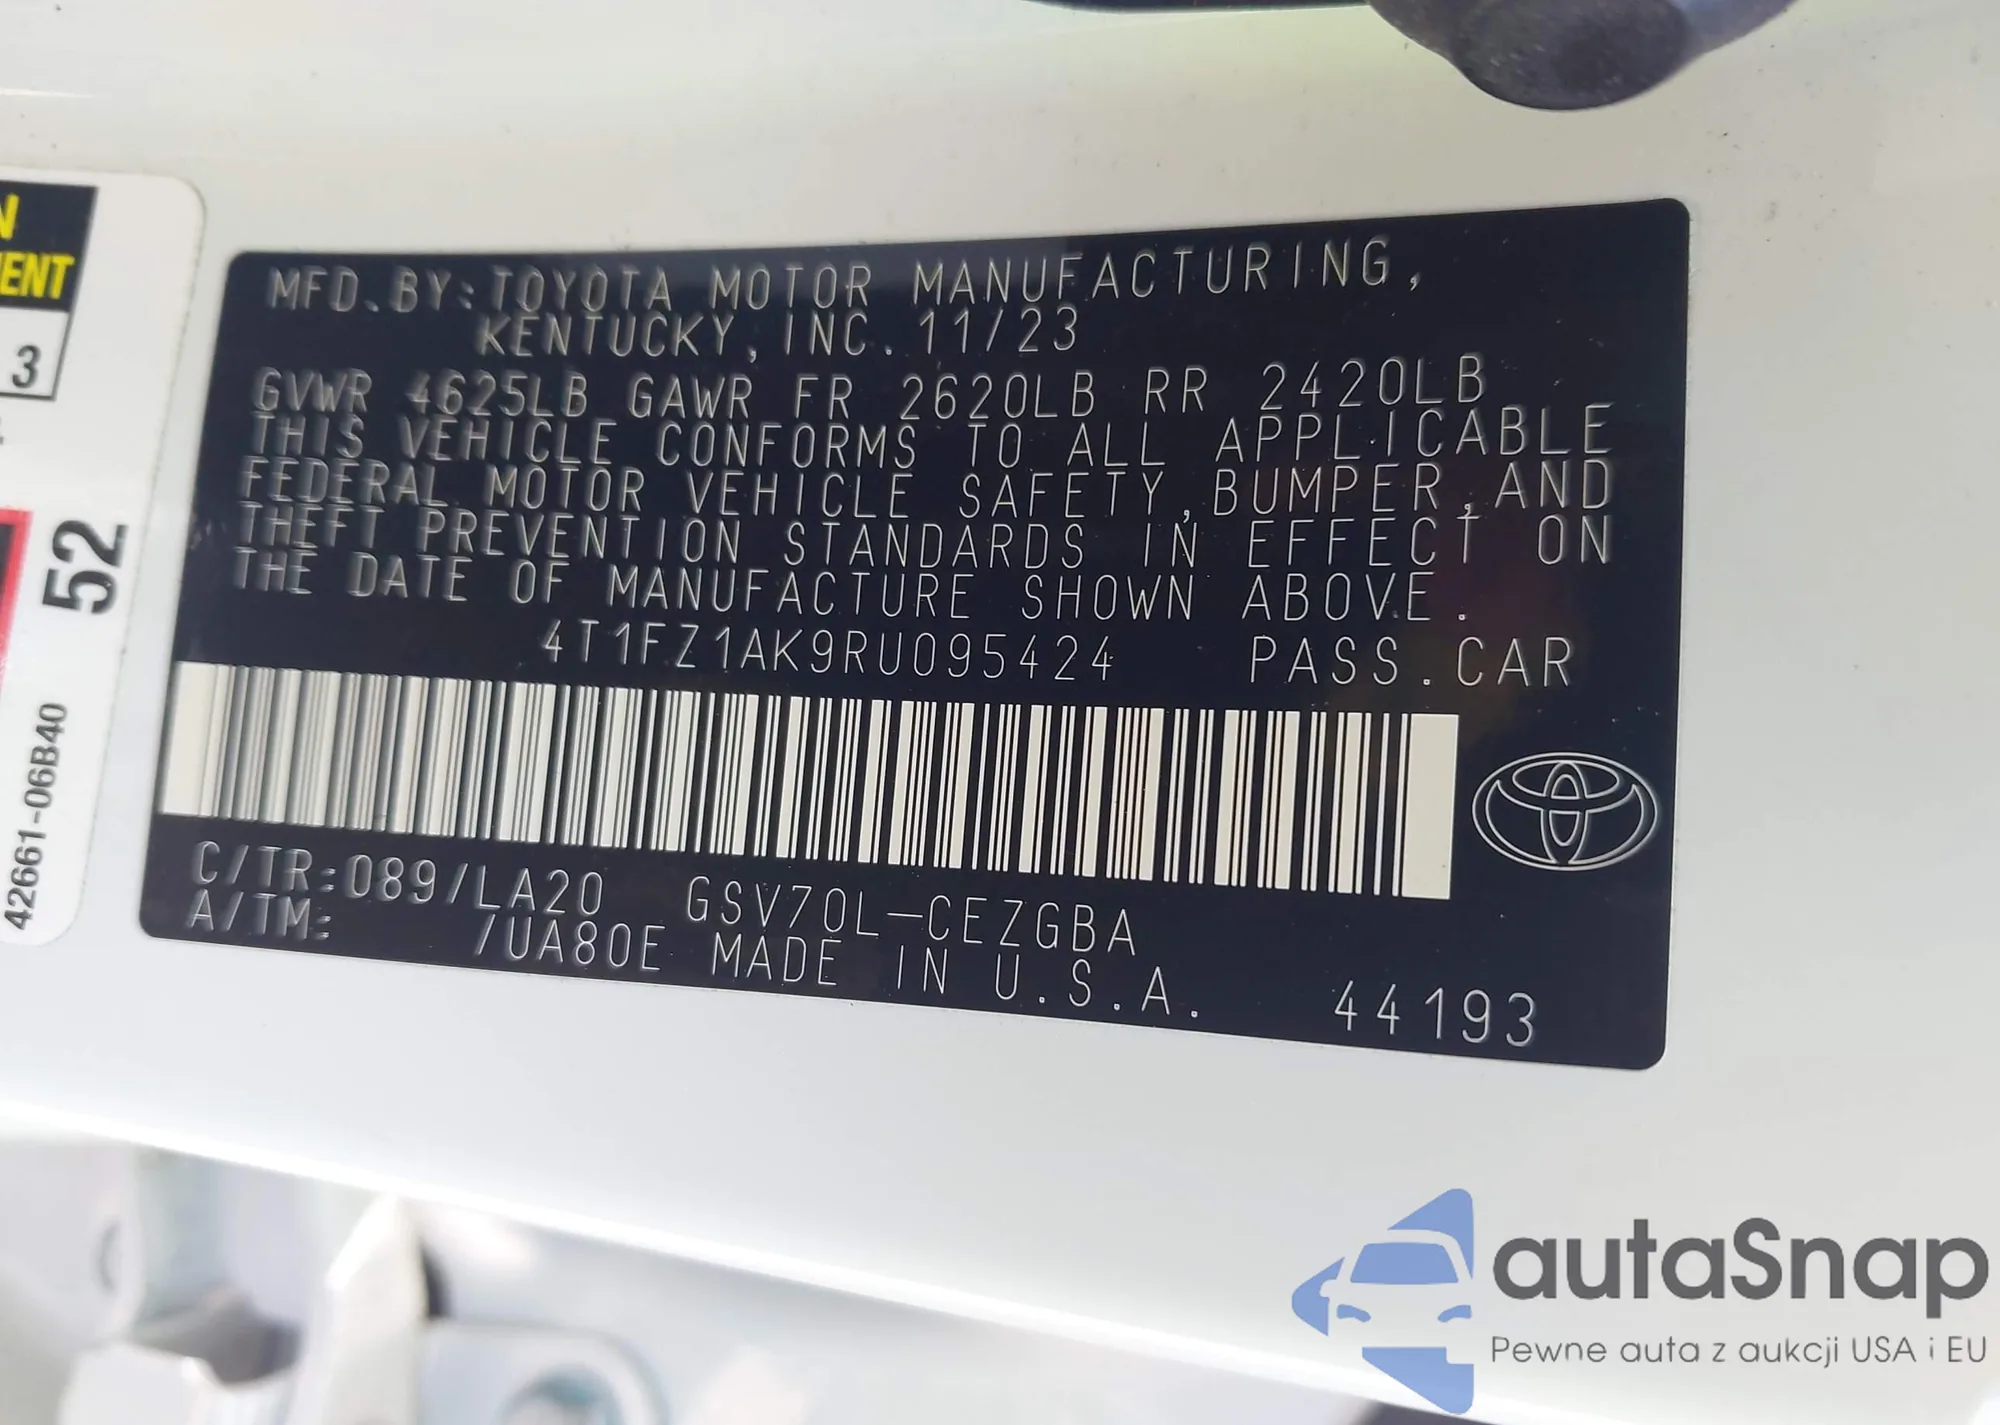 N
MENT
3
52
42661-06B40
MFD.BY:TOYOTA MOTOR MANUFACTURING,
KENTUCKY,INC. 11/23
GVWR 4625LB GAWR FR 2620LB RR 2420LB
THIS VEHICLE CONFORMS TO ALL APPLICABLE
FEDERAL MOTOR VEHICLE SAFETY,BUMPER,AND
THEFT PREVENTION STANDARDS IN EFFECT ON
THE DATE OF MANUFACTURE SHOWN ABOVE.
4T1FZ1AK9RU095424 PASS.CAR
C/TR:089/LA20 GSV70L-CEZGBA
A/TM: /UA80E MADE IN U.S.A. 44193
autaSnap
Pewne auta z aukcji USA i EU